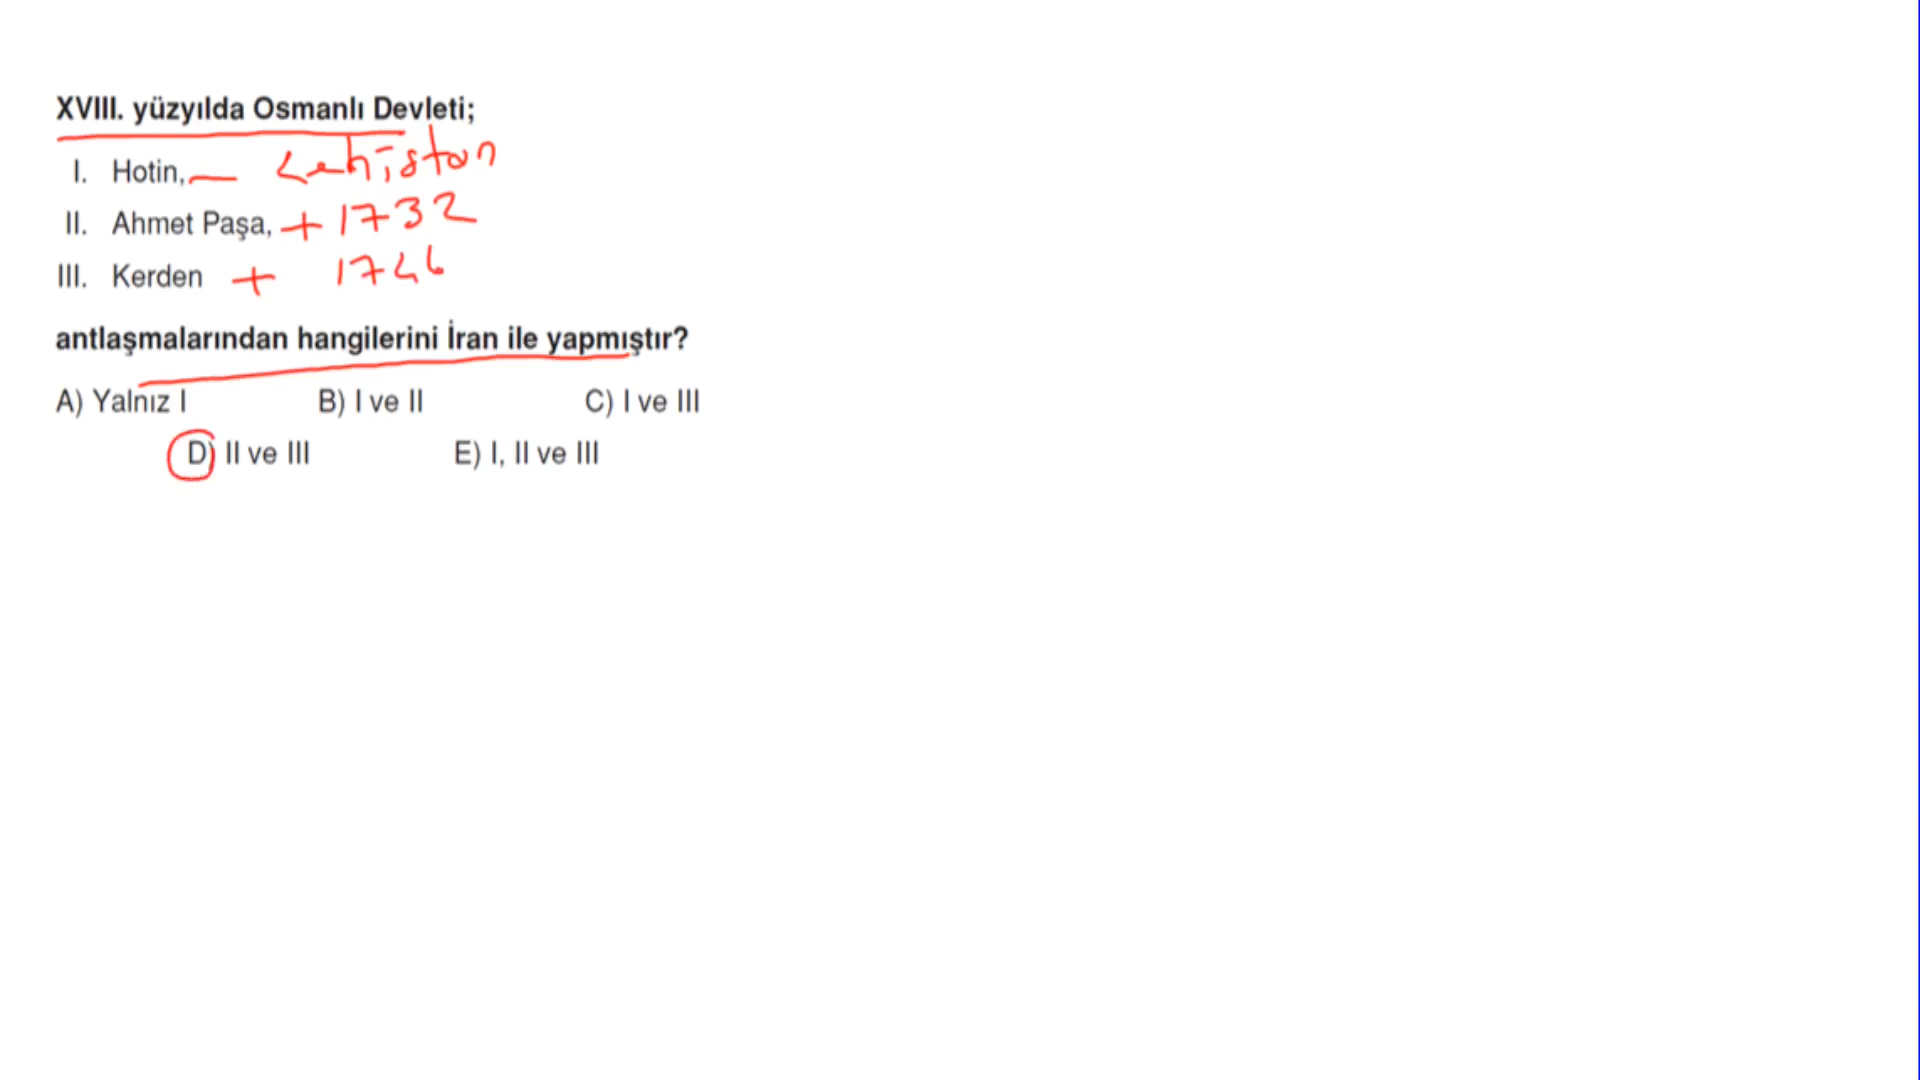 XVIII. yüzyılda Osmanlı Devleti;
I. Hotin, — Lehistan
II. Ahmet Paşa, + 1732
III. Kerden + 1746
antlaşmalarından hangilerini İran ile yapmıştır?
A) Yalnız I B) I ve II C) I ve III
D) II ve III E) I, II ve III